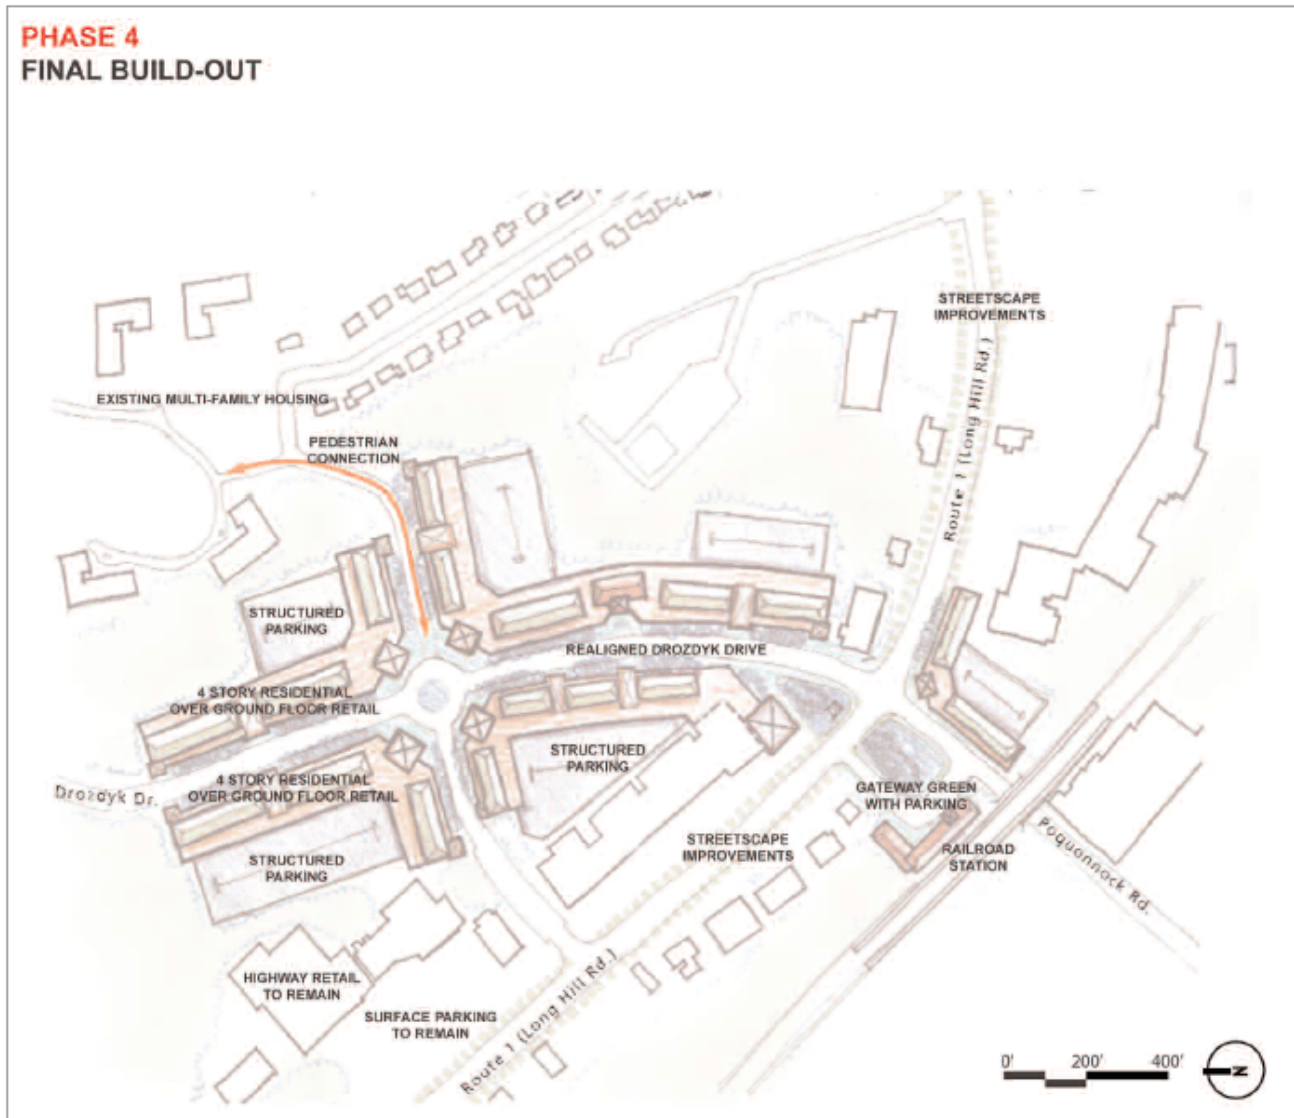 PHASE 4
FINAL BUILD-OUT
STREETSCAPE
IMPROVEMENTS
Route 1 (Long Hill Rd.)
EXISTING MULTI-FAMILY HOUSING
PEDESTRIAN
CONNECTION
STRUCTURED
PARKING
REALIGNED DROZDYK DRIVE
4 STORY RESIDENTIAL
OVER GROUND FLOOR RETAIL
STRUCTURED
PARKING
4 STORY RESIDENTIAL
OVER GROUND FLOOR RETAIL
Drozdyk Dr.
GATEWAY GREEN
WITH PARKING
STREETSCAPE
IMPROVEMENTS
RAILROAD
STATION
Poquonnock Rd.
STRUCTURED
PARKING
HIGHWAY RETAIL
TO REMAIN
SURFACE PARKING
TO REMAIN
Route 1 (Long Hill Rd.)
0' 200' 400'
N